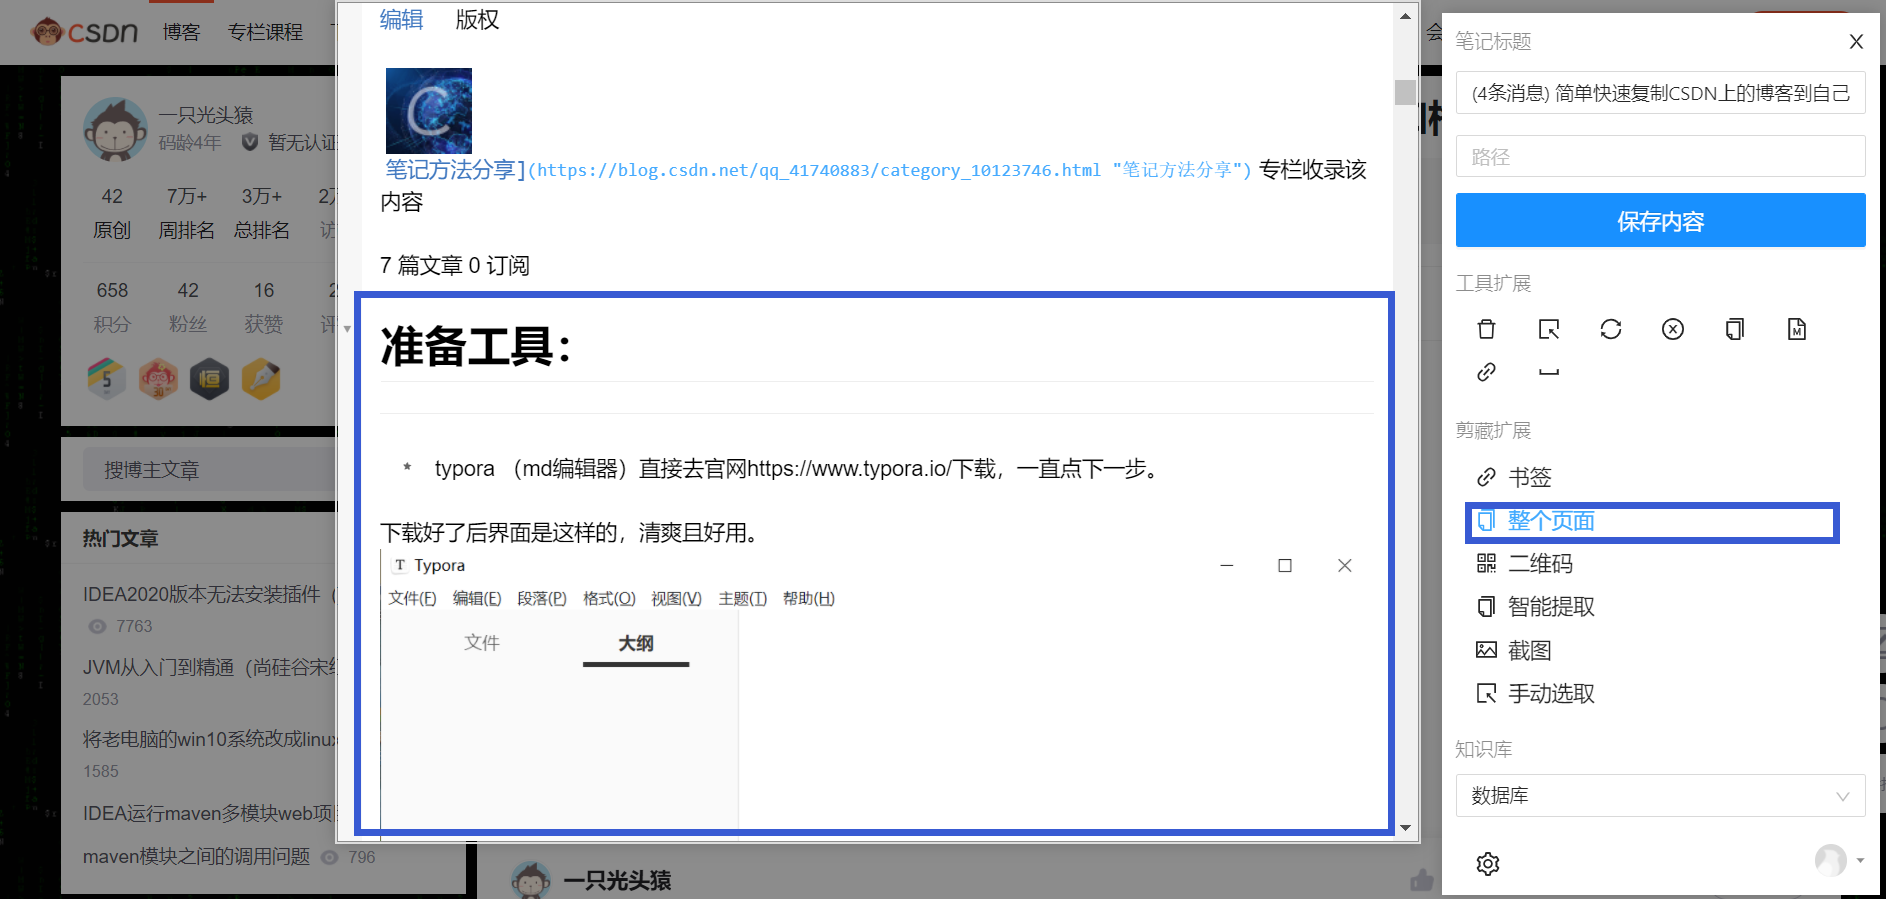 CSDN
博客
专栏课程
一只光头猿
码龄4年
暂无认证
42
7万+
3万+
原创
周排名
总排名
658
42
16
积分
粉丝
获赞
搜博主文章
热门文章
IDEA2020版本无法安装插件
7763
JVM从入门到精通（尚硅谷宋
2053
将老电脑的win10系统改成linux
1585
IDEA运行maven多模块web项
maven模块之间的调用问题
796
编辑
版权
笔记方法分享](https://blog.csdn.net/qq_41740883/category_10123746.html "笔记方法分享") 专栏收录该
内容
7 篇文章 0 订阅
准备工具：
* typora （md编辑器）直接去官网https://www.typora.io/下载，一直点下一步。
下载好了后界面是这样的，清爽且好用。
T Typora
文件(F) 编辑(E) 段落(P) 格式(O) 视图(V) 主题(T) 帮助(H)
文件
大纲
一只光头猿
会
笔记标题
(4条消息) 简单快速复制CSDN上的博客到自己
路径
保存内容
工具扩展
剪藏扩展
书签
整个页面
二维码
智能提取
截图
手动选取
知识库
数据库